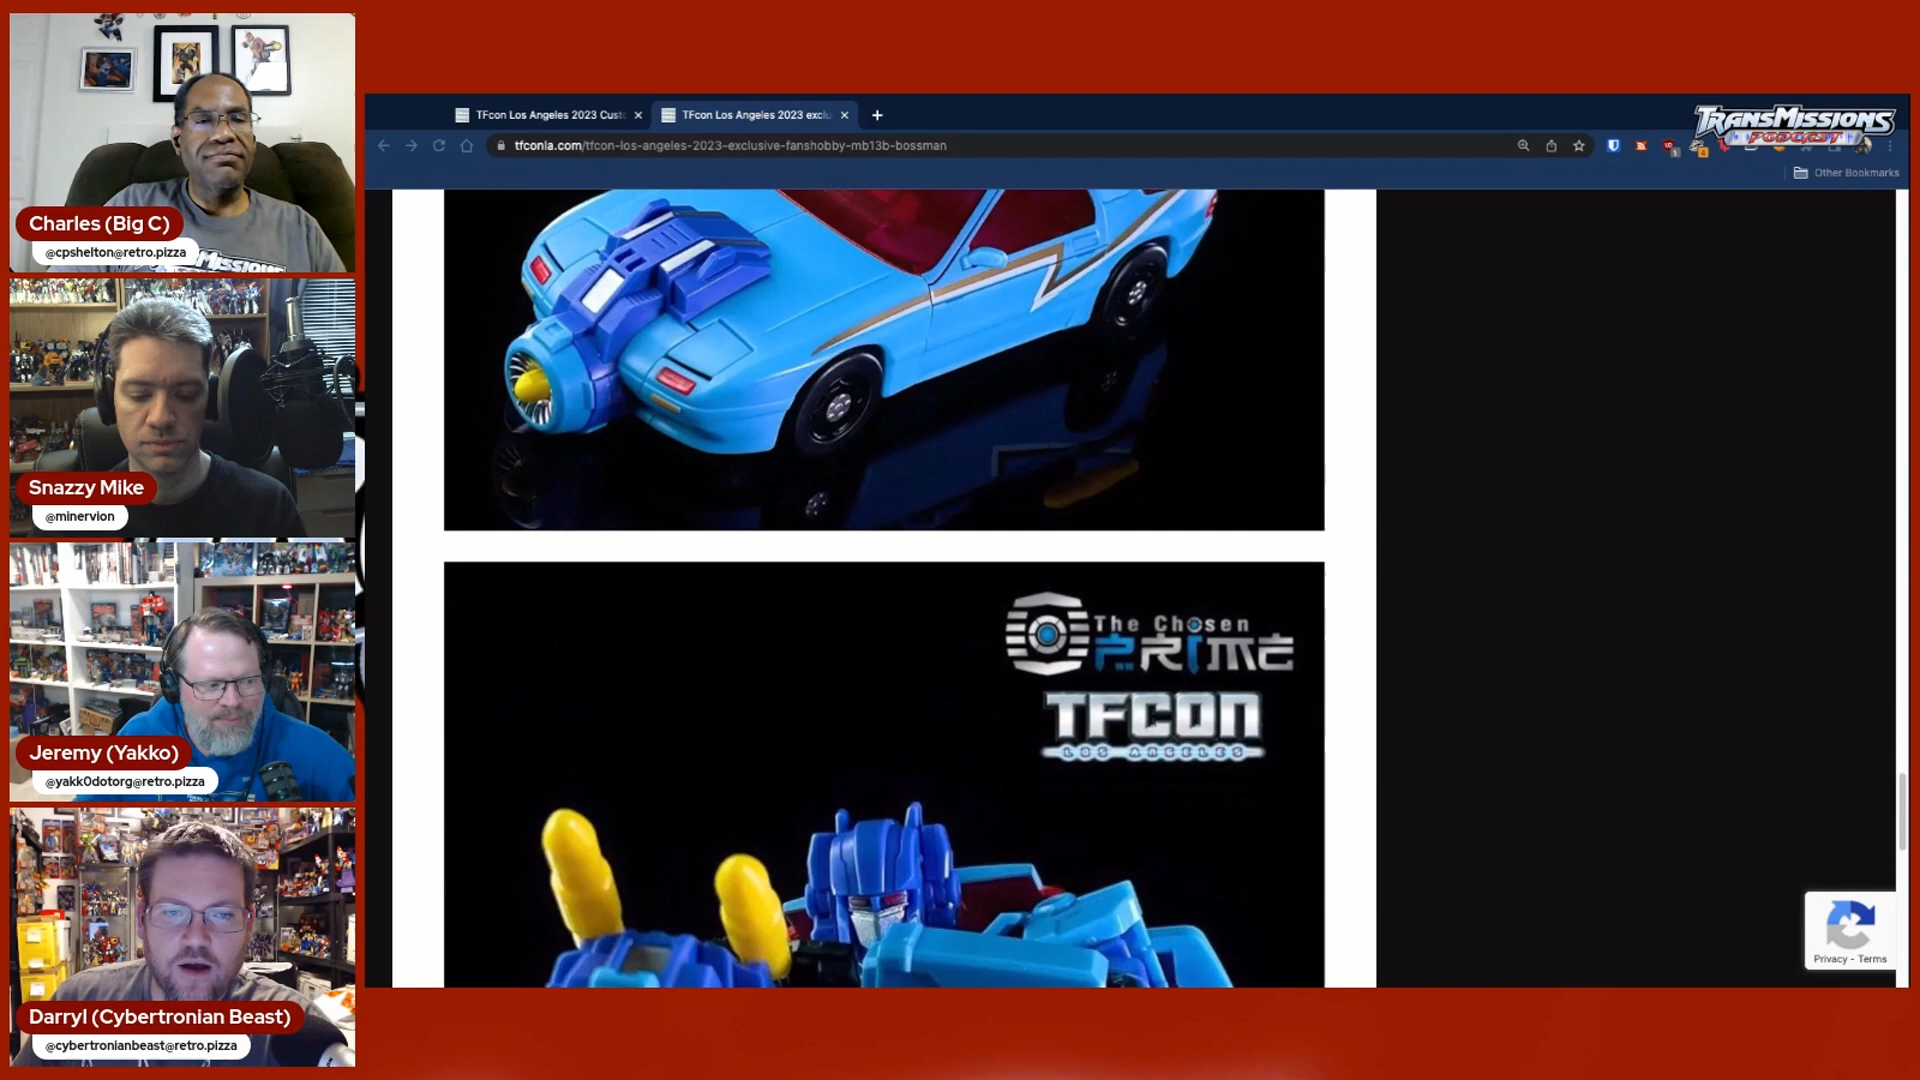 Charles (Big C)
@cpshelton@retro.pizza
MISSIONS
Snazzy Mike
@minervion
Jeremy (Yakko)
@yakk0dotorg@retro.pizza
Darryl (Cybertronian Beast)
@cybertronianbeast@retro.pizza
TFcon Los Angeles 2023 Cust
TFcon Los Angeles 2023 exclu
TRANSMISSIONS
PODCAST
tfconla.com/tfcon-los-angeles-2023-exclusive-fanshobby-mb13b-bossman
Other Bookmarks
The Chosen
PRIME
TFCON
LOS ANGELES
Privacy - Terms